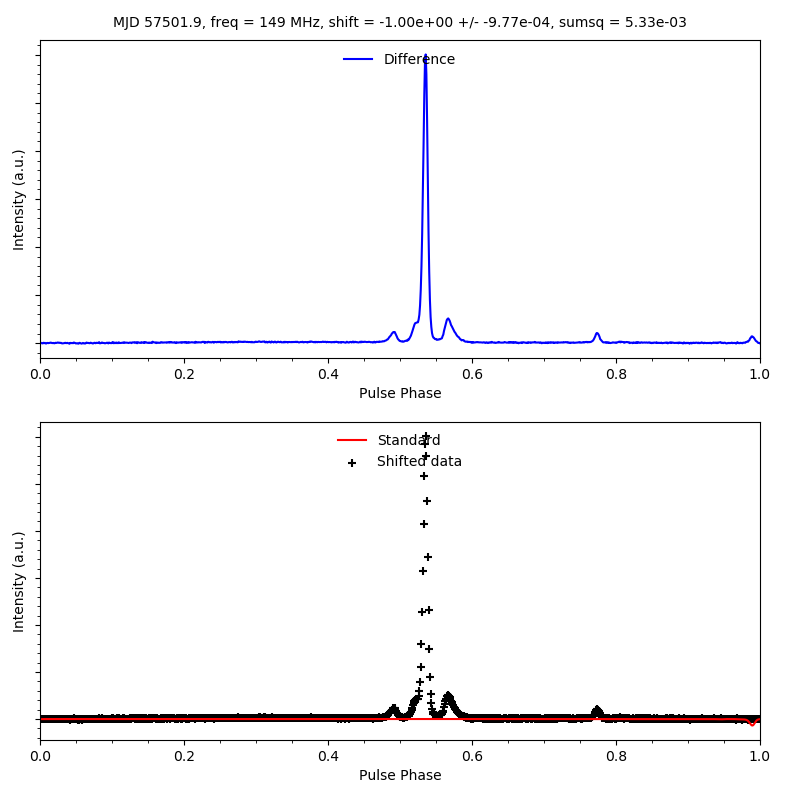 MJD 57501.9, freq = 149 MHz, shift = -1.00e+00 +/- -9.77e-04, sumsq = 5.33e-03
Difference
Intensity (a.u.)
0.0 0.2 0.4 0.6 0.8 1.0
Pulse Phase
Standard
Shifted data
Intensity (a.u.)
0.0 0.2 0.4 0.6 0.8 1.0
Pulse Phase